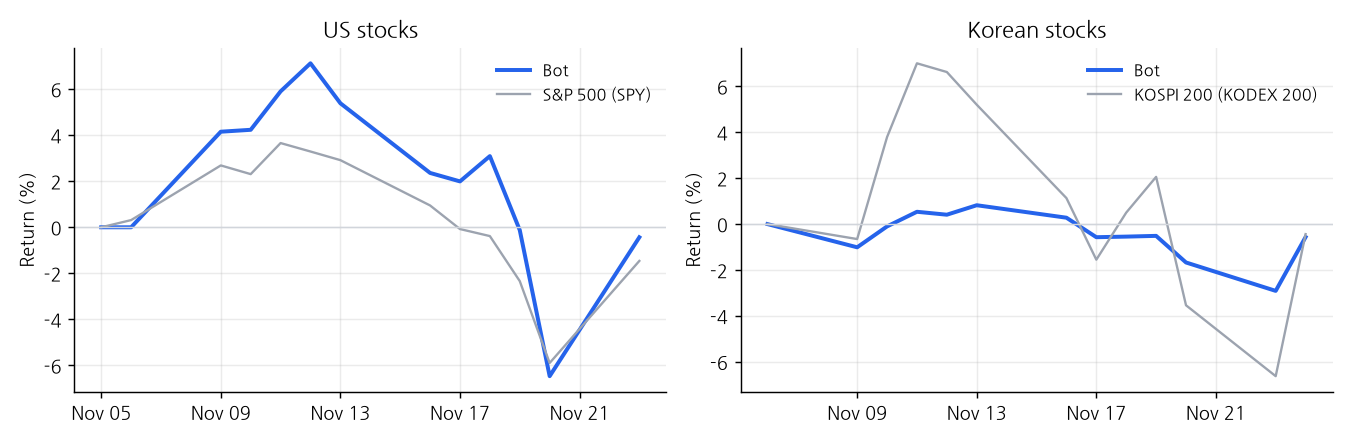 US stocks
Return (%)
6
4
2
0
-2
-4
-6
Nov 05
Nov 09
Nov 13
Nov 17
Nov 21
Bot
S&P 500 (SPY)
Korean stocks
Return (%)
6
4
2
0
-2
-4
-6
Nov 09
Nov 13
Nov 17
Nov 21
Bot
KOSPI 200 (KODEX 200)